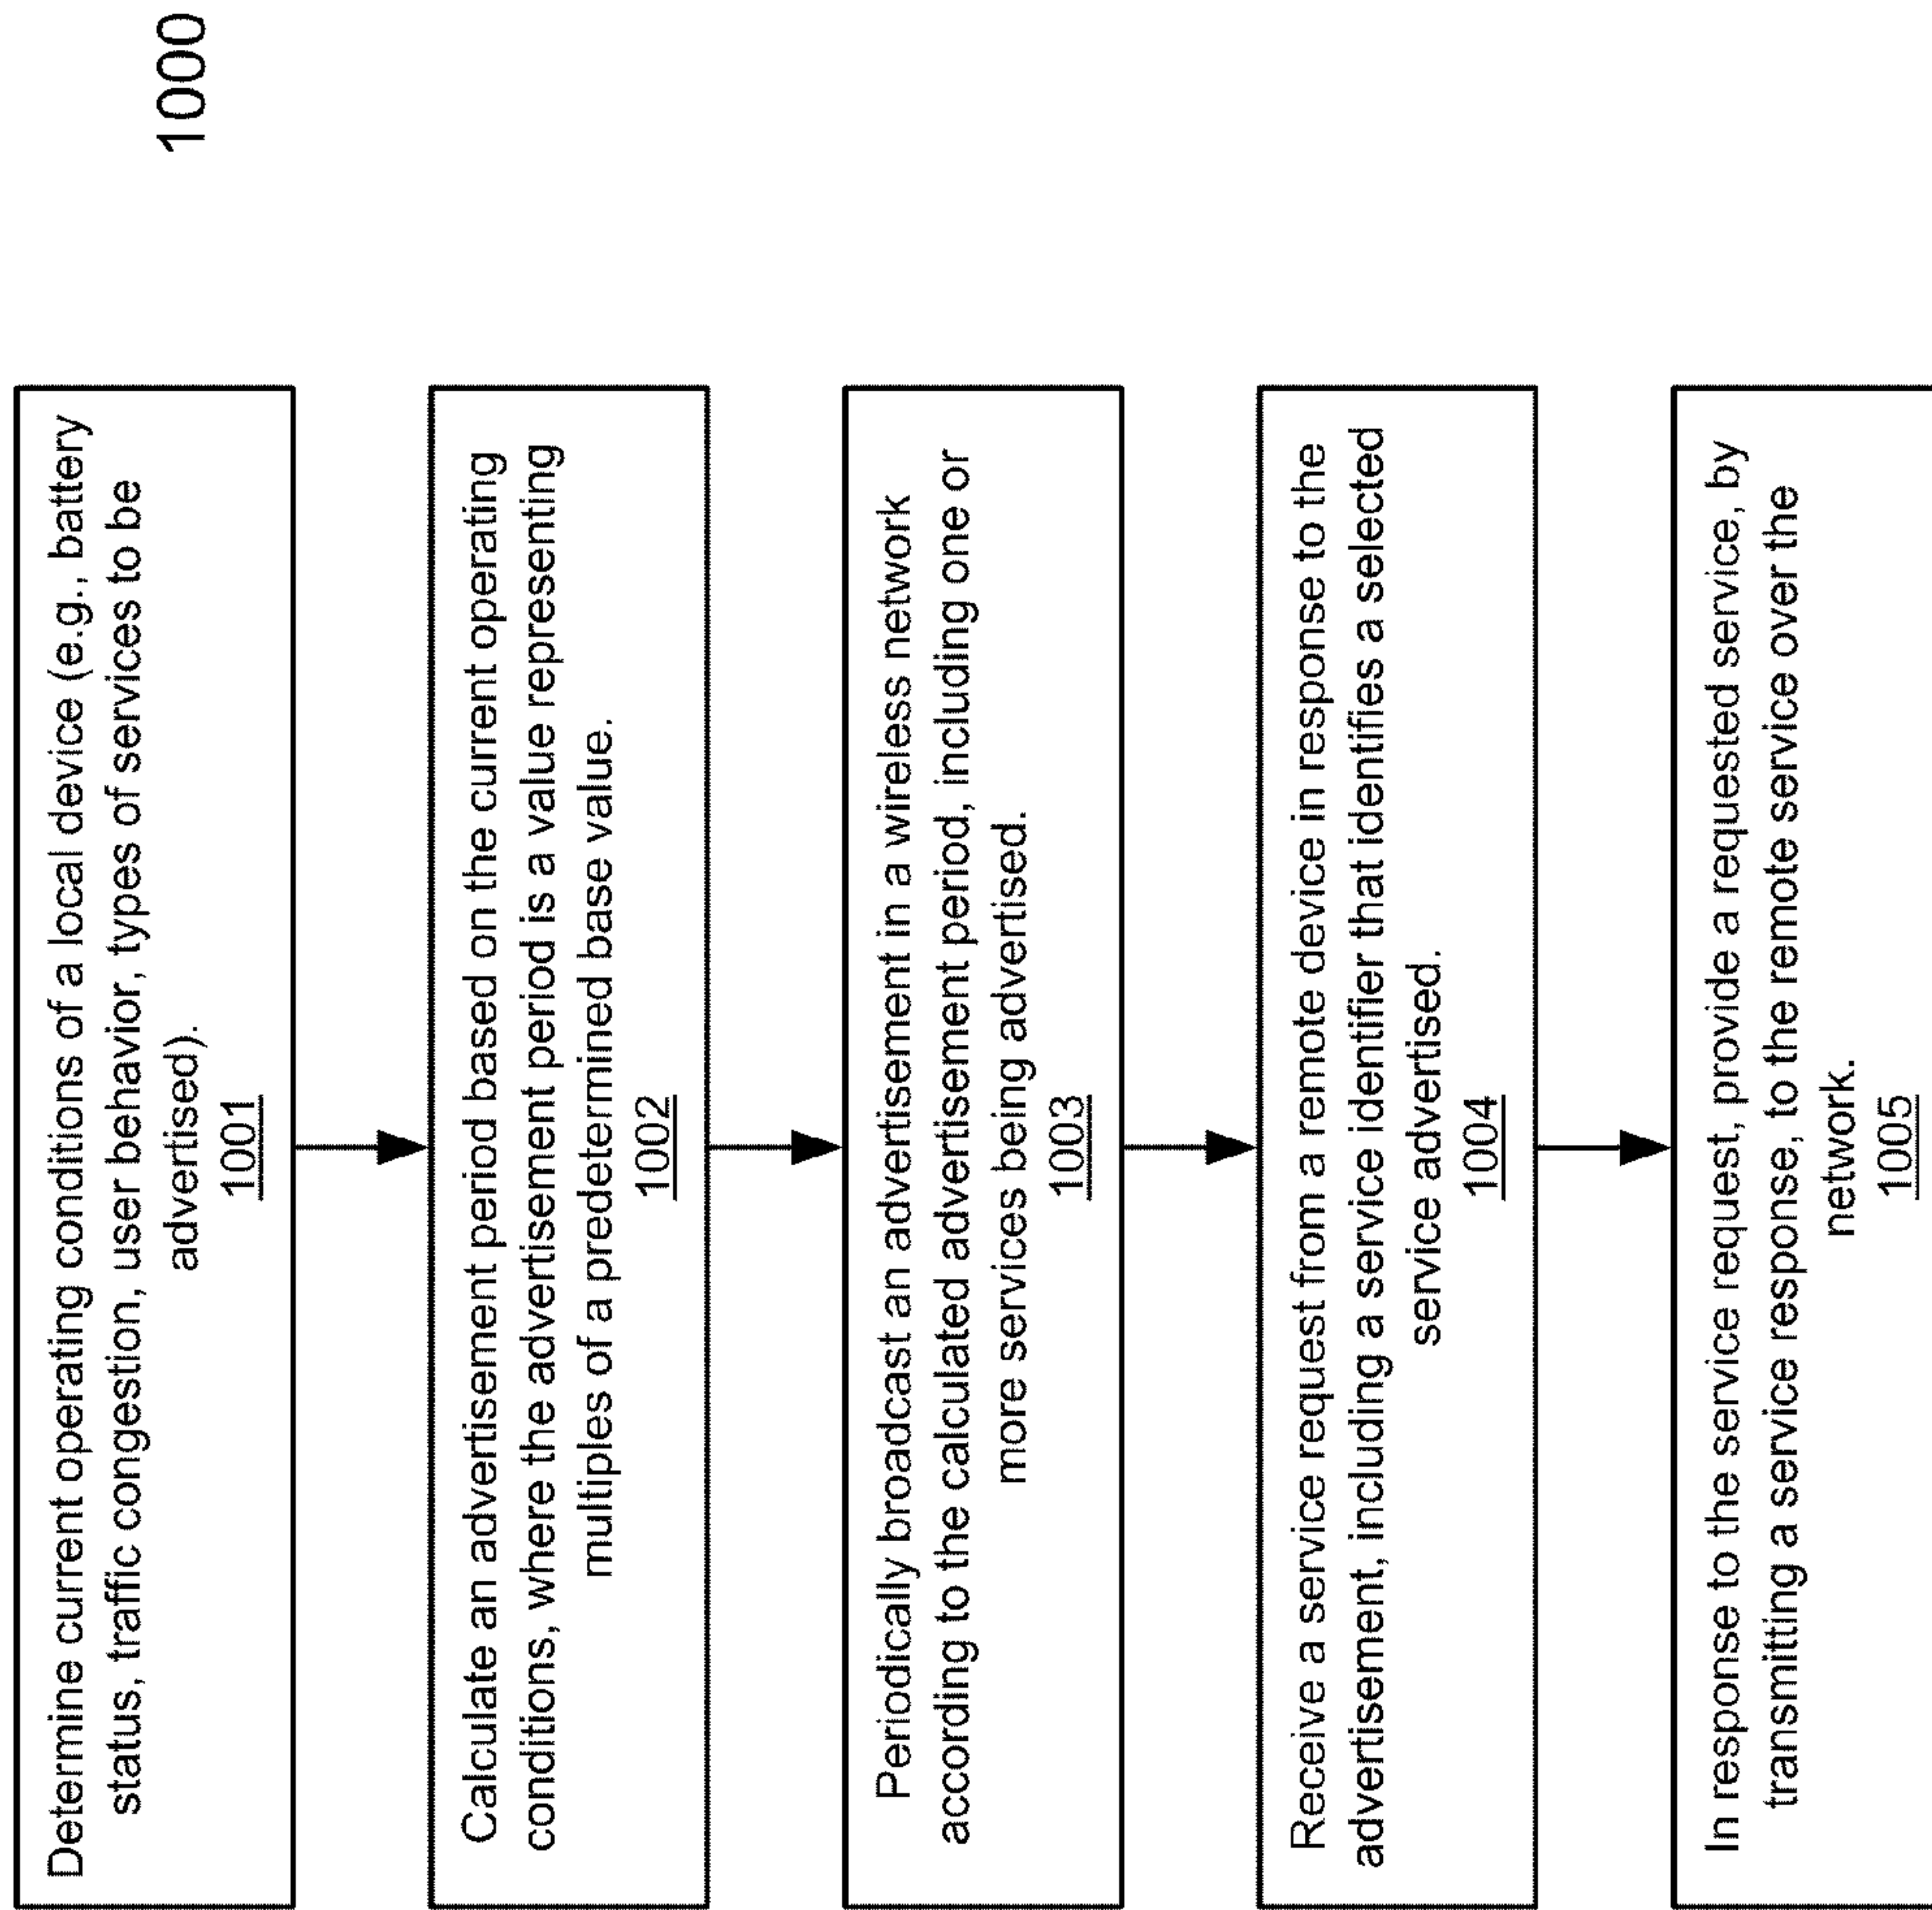 1000
Determine current operating conditions of a local device (e.g., battery
status, traffic congestion, user behavior, types of services to be
advertised).
1001
Calculate an advertisement period based on the current operating
conditions, where the advertisement period is a value representing
multiples of a predetermined base value.
1002
Periodically broadcast an advertisement in a wireless network
according to the calculated advertisement period, including one or
more services being advertised.
1003
Receive a service request from a remote device in response to the
advertisement, including a service identifier that identifies a selected
service advertised.
1004
In response to the service request, provide a requested service, by
transmitting a service response, to the remote service over the
network.
1005